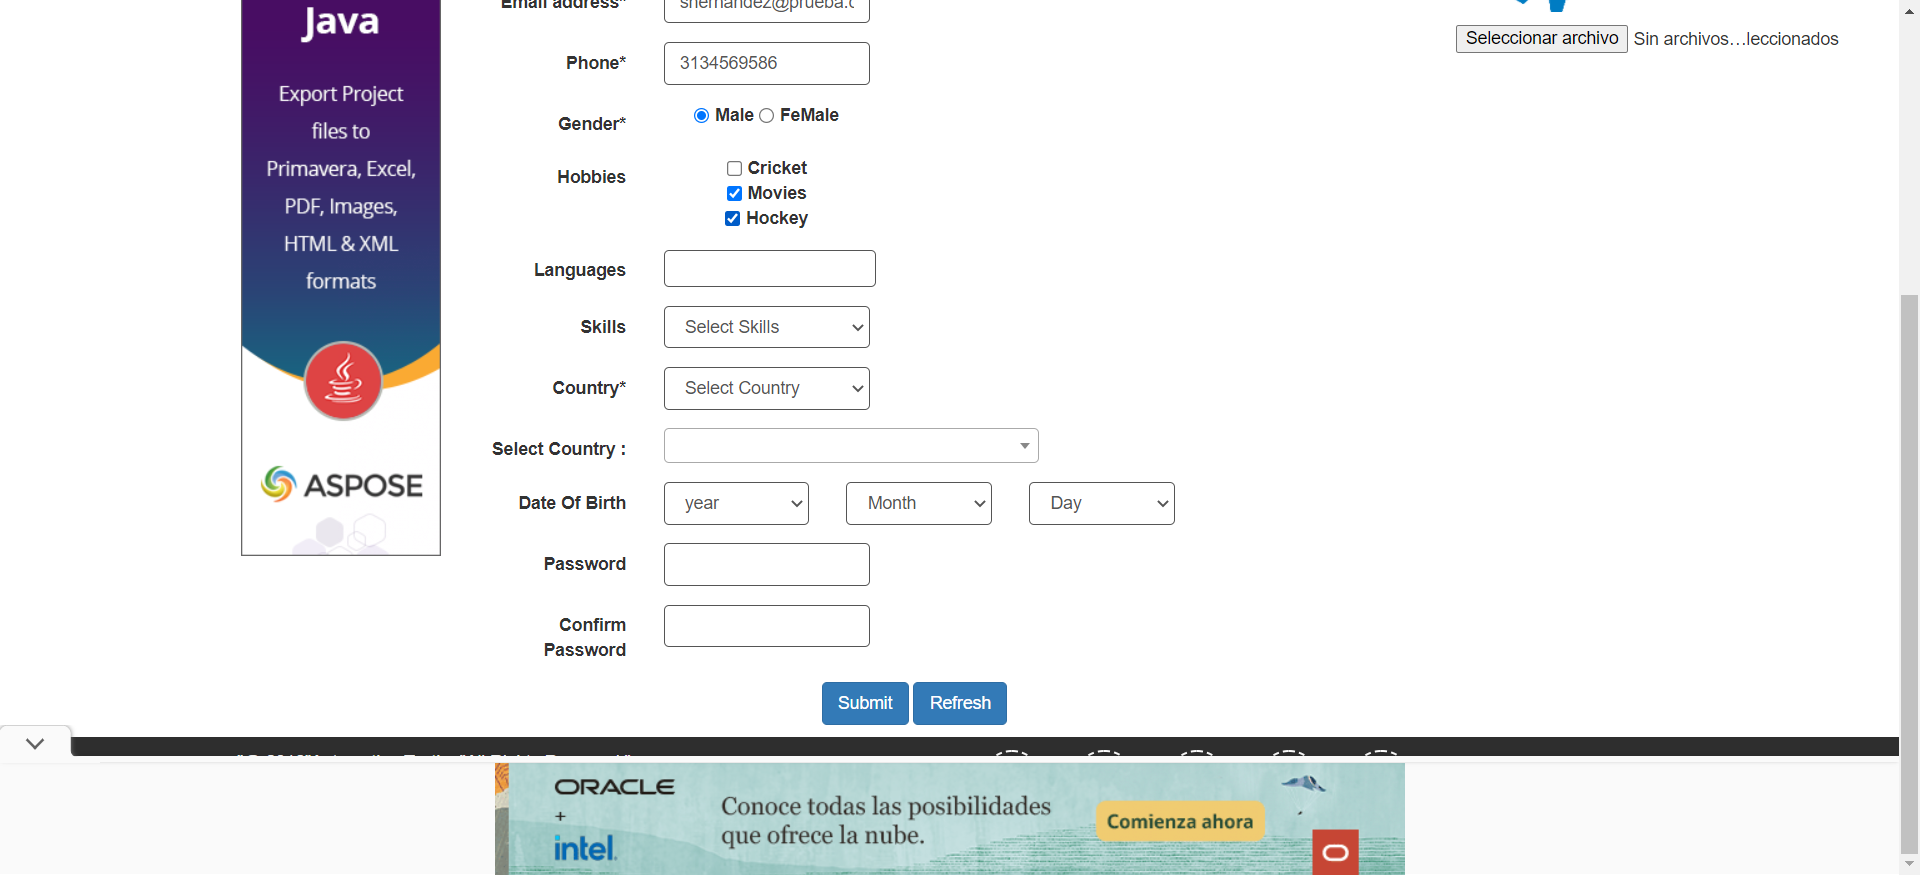 Java
Export Project
files to
Primavera, Excel,
PDF, Images,
HTML & XML
formats
ASPOSE
Email address*
shernandez@prueba.c
Phone*
3134569586
Gender*
Male FeMale
Hobbies
Cricket
Movies
Hockey
Languages
Skills
Select Skills
Country*
Select Country
Select Country :
Date Of Birth
year Month Day
Password
Confirm
Password
Submit Refresh
Seleccionar archivo Sin archivos…leccionados
ORACLE
+
intel.
Conoce todas las posibilidades
que ofrece la nube.
Comienza ahora